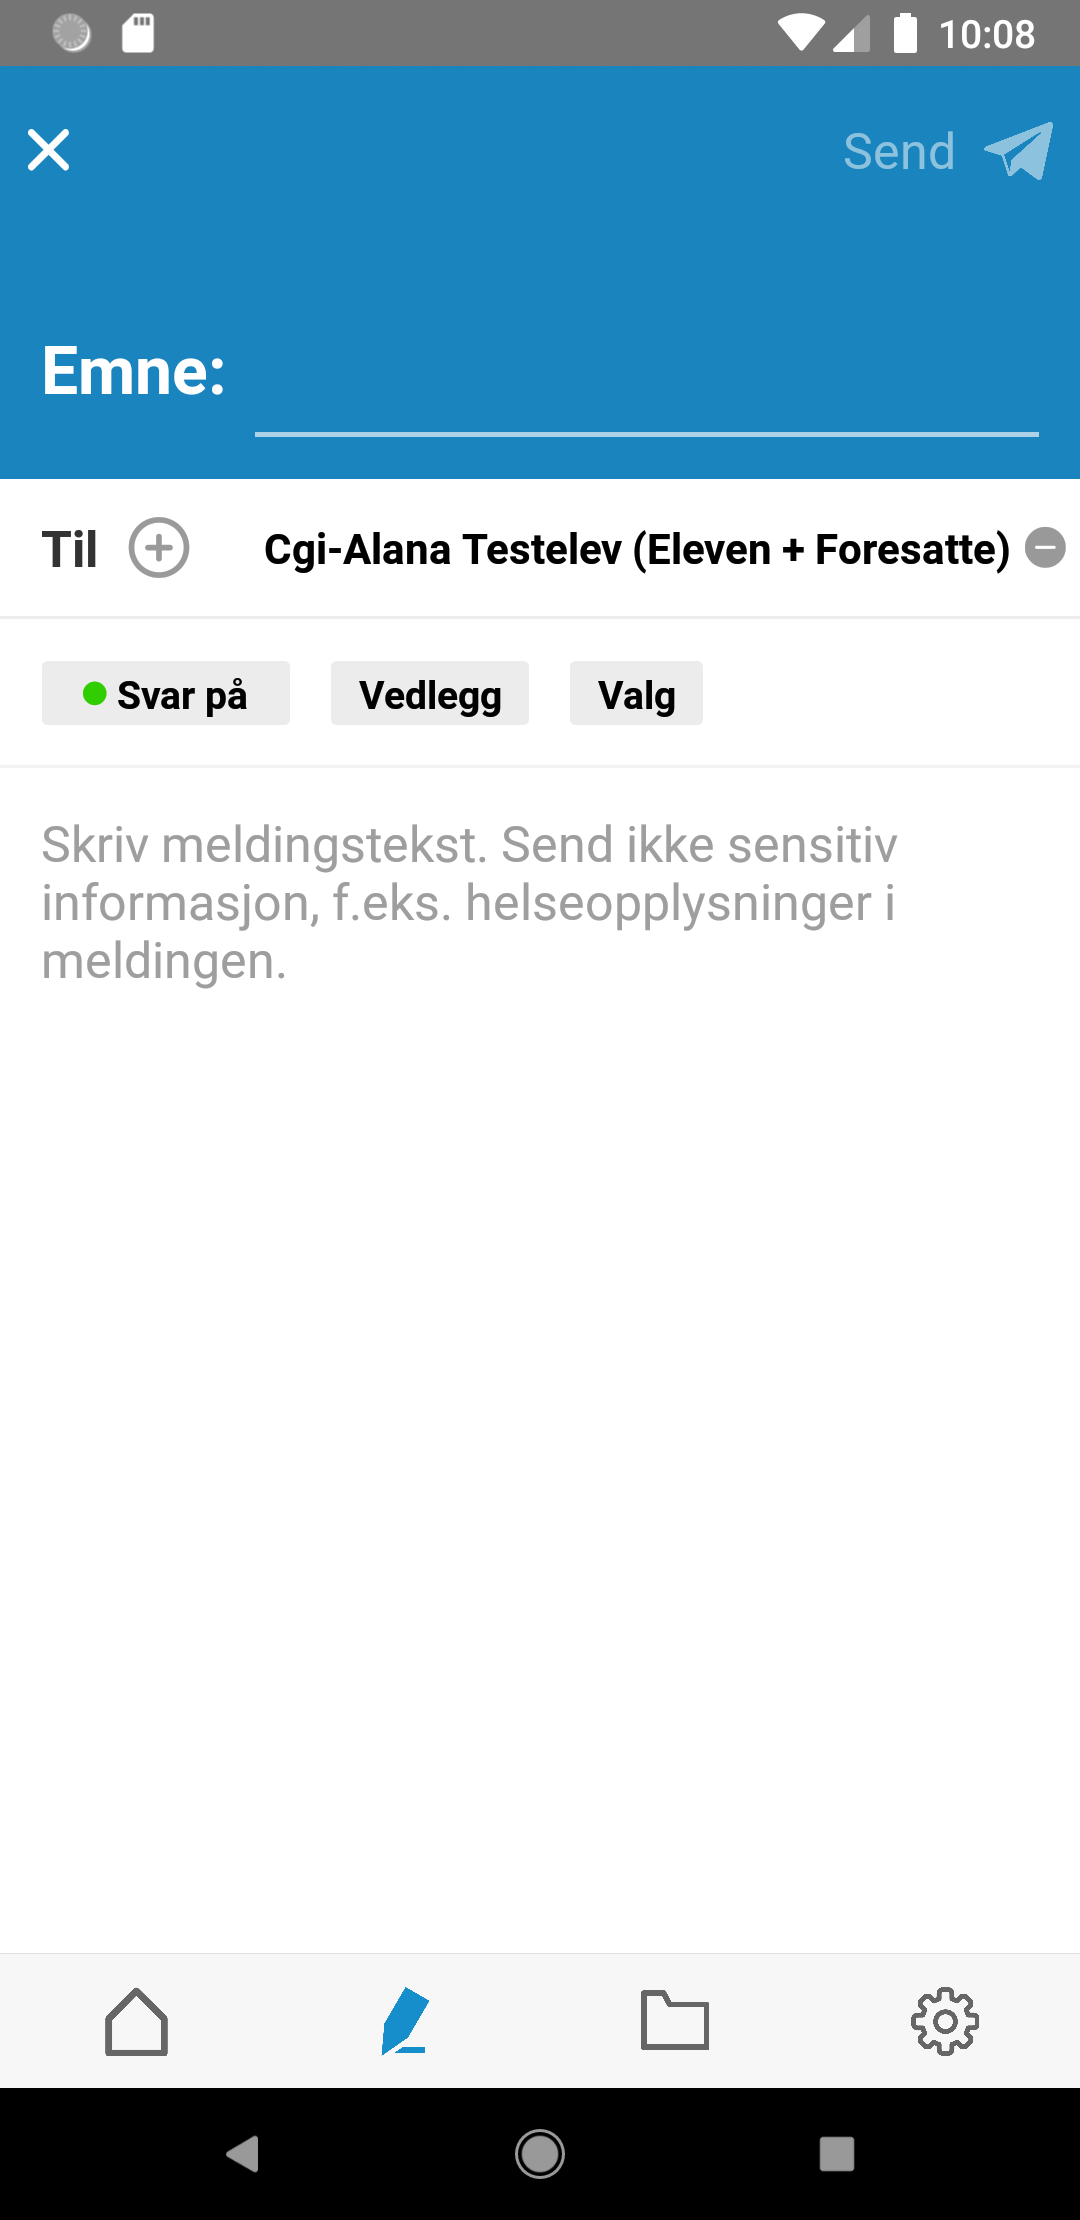 10:08
Send
Emne:
Til Cgi-Alana Testelev (Eleven + Foresatte)
Svar på Vedlegg Valg
Skriv meldingstekst. Send ikke sensitiv
informasjon, f.eks. helseopplysninger i
meldingen.